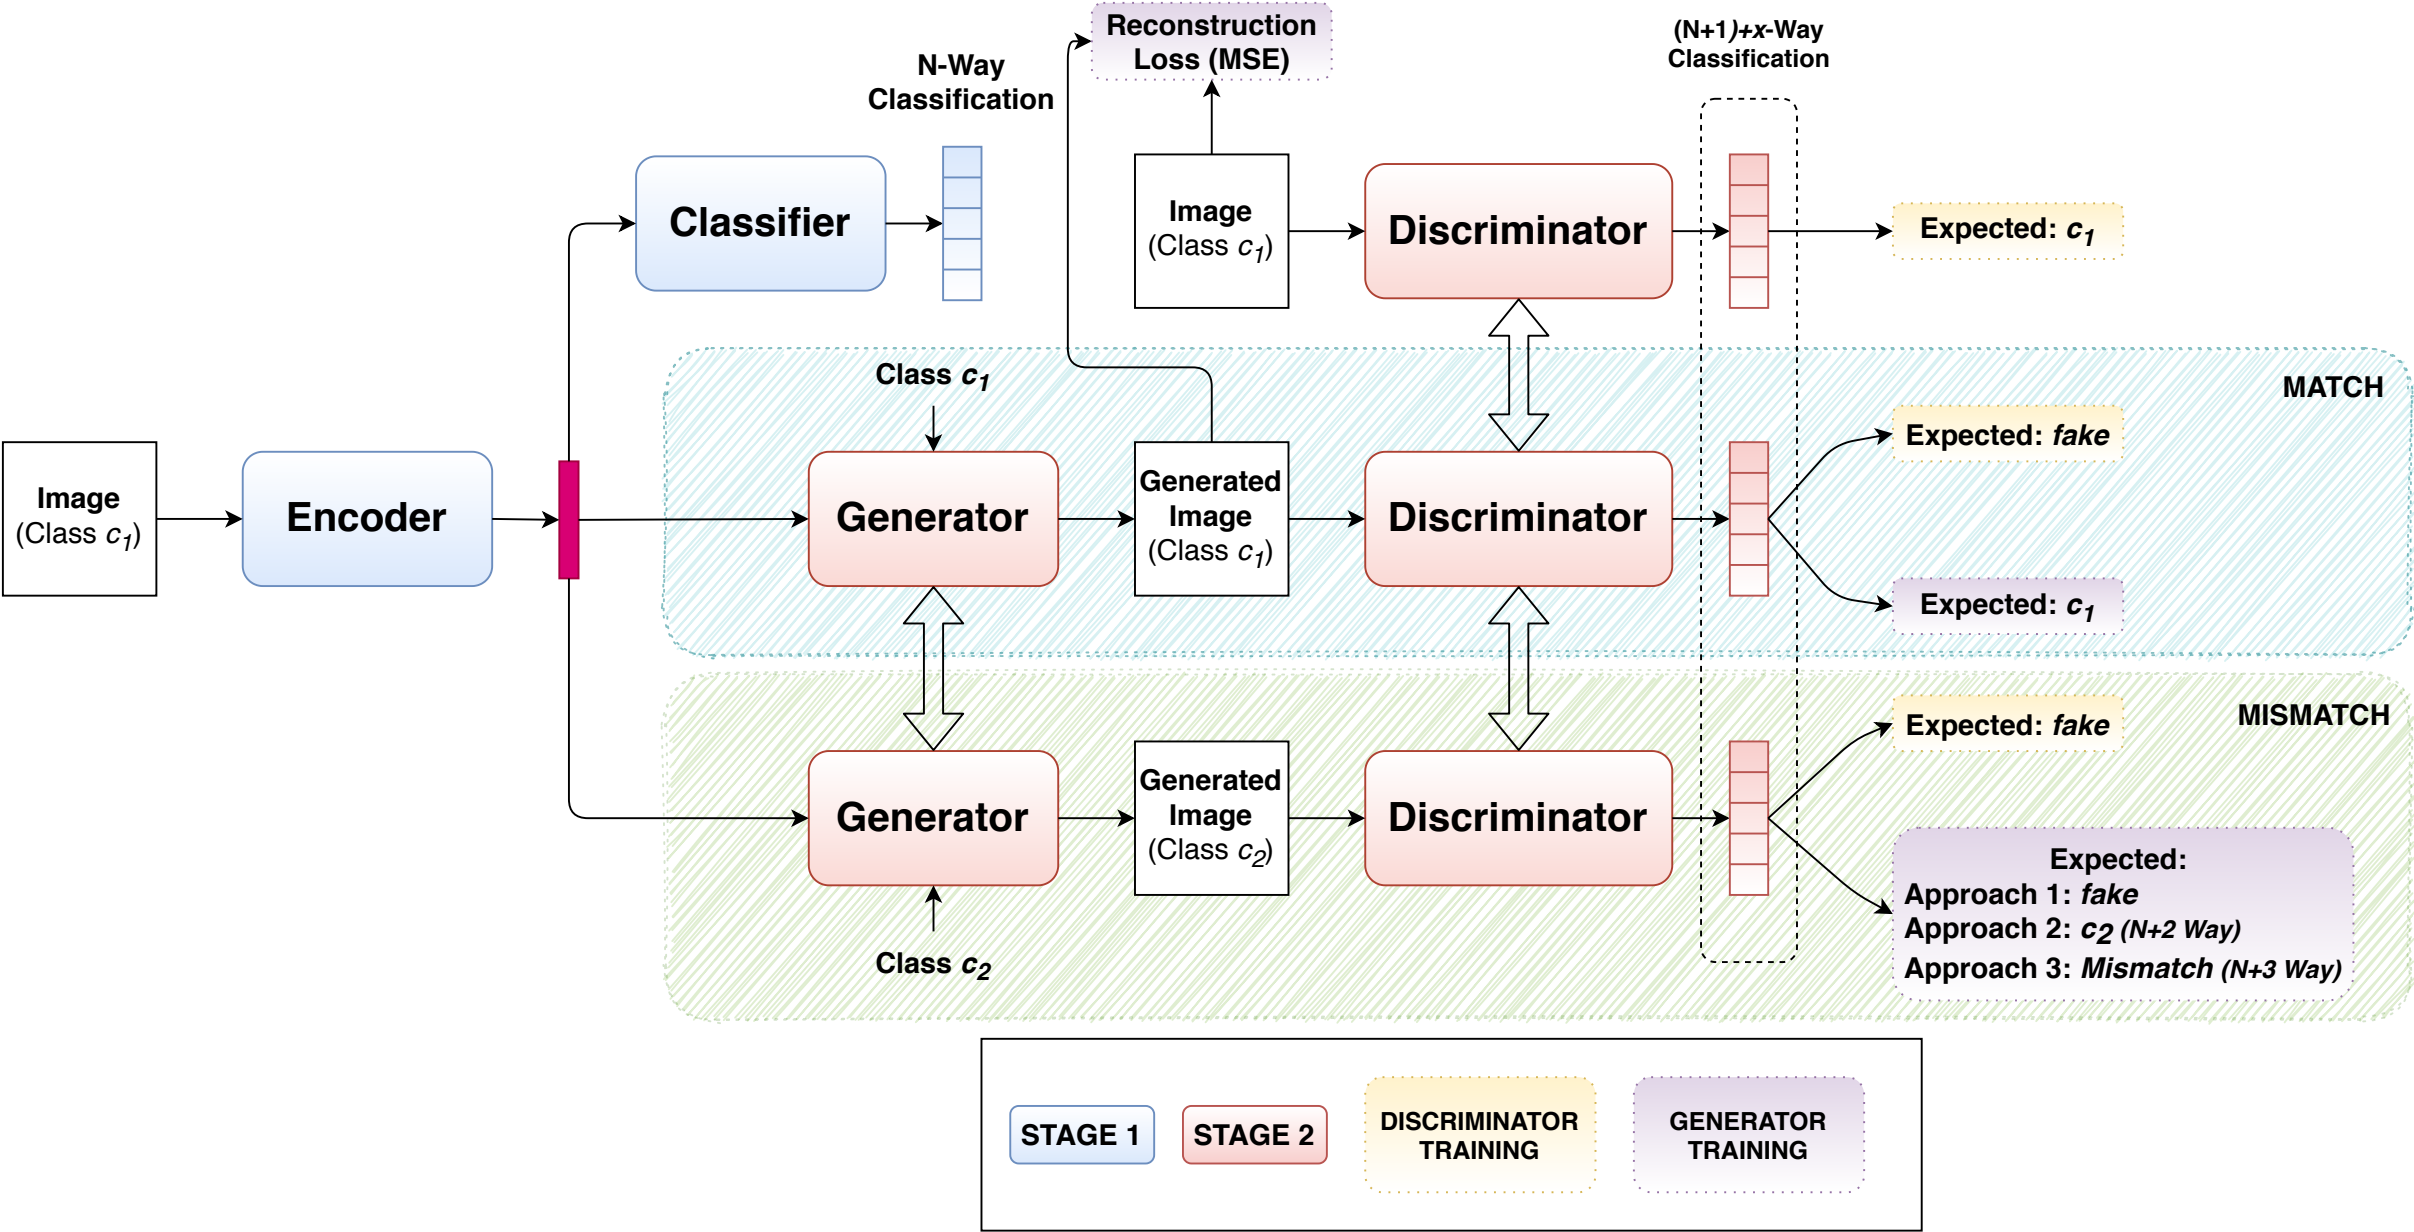 Reconstruction
Loss (MSE)
(N+1)+x-Way
Classification
N-Way
Classification
Classifier
Image
(Class c1)
Discriminator
Expected: c1
MATCH
Class c1
Expected: fake
Image
(Class c1)
Encoder
Generator
Generated
Image
(Class c1)
Discriminator
Expected: c1
MISMATCH
Expected: fake
Generator
Generated
Image
(Class c2)
Discriminator
Expected:
Approach 1: fake
Approach 2: c2 (N+2 Way)
Approach 3: Mismatch (N+3 Way)
Class c2
STAGE 1
STAGE 2
DISCRIMINATOR
TRAINING
GENERATOR
TRAINING